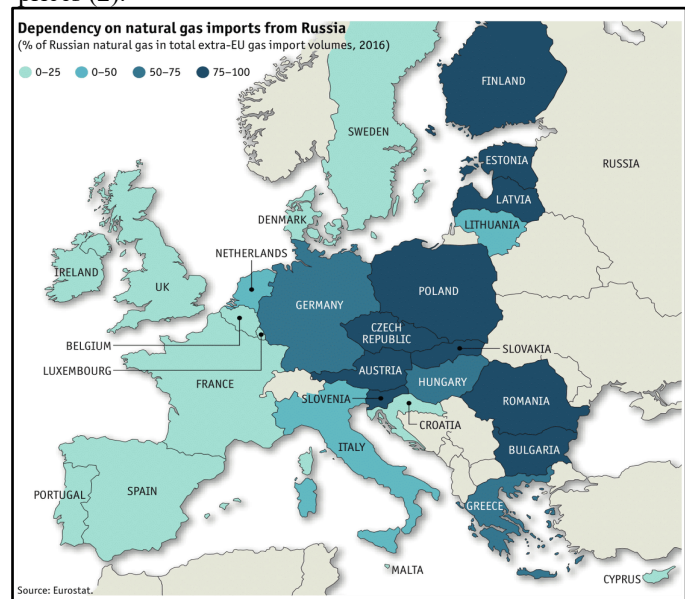 prices (2).
Dependency on natural gas imports from Russia
(% of Russian natural gas in total extra-EU gas import volumes, 2016)
0–25 0–50 50–75 75–100
FINLAND
SWEDEN
ESTONIA
RUSSIA
LATVIA
DENMARK
LITHUANIA
NETHERLANDS
IRELAND
UK
GERMANY
POLAND
BELGIUM
CZECH
REPUBLIC
SLOVAKIA
LUXEMBOURG
AUSTRIA
FRANCE
HUNGARY
SLOVENIA
ROMANIA
CROATIA
ITALY
BULGARIA
PORTUGAL
SPAIN
GREECE
MALTA
CYPRUS
Source: Eurostat.